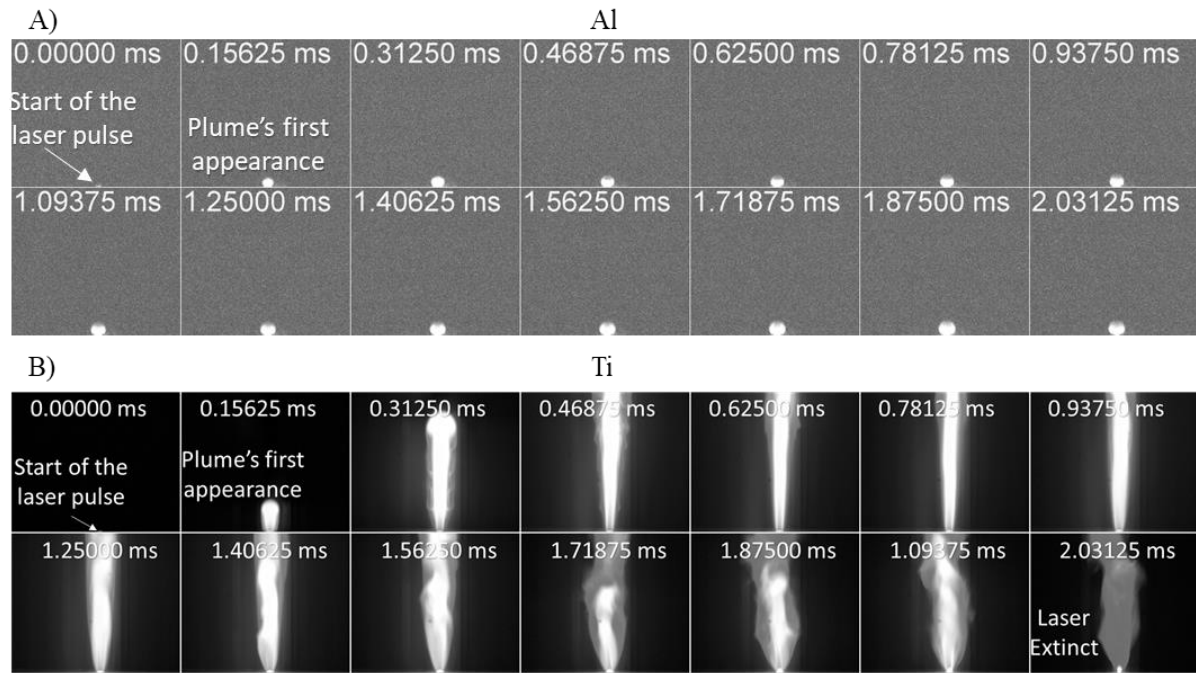 A) Al
0.00000 ms 0.15625 ms 0.31250 ms 0.46875 ms 0.62500 ms 0.78125 ms 0.93750 ms
Start of the
laser pulse
Plume's first
appearance
1.09375 ms 1.25000 ms 1.40625 ms 1.56250 ms 1.71875 ms 1.87500 ms 2.03125 ms
B) Ti
0.00000 ms 0.15625 ms 0.31250 ms 0.46875 ms 0.62500 ms 0.78125 ms 0.93750 ms
Start of the
laser pulse
Plume's first
appearance
1.25000 ms 1.40625 ms 1.56250 ms 1.71875 ms 1.87500 ms 1.09375 ms 2.03125 ms
Laser
Extinct